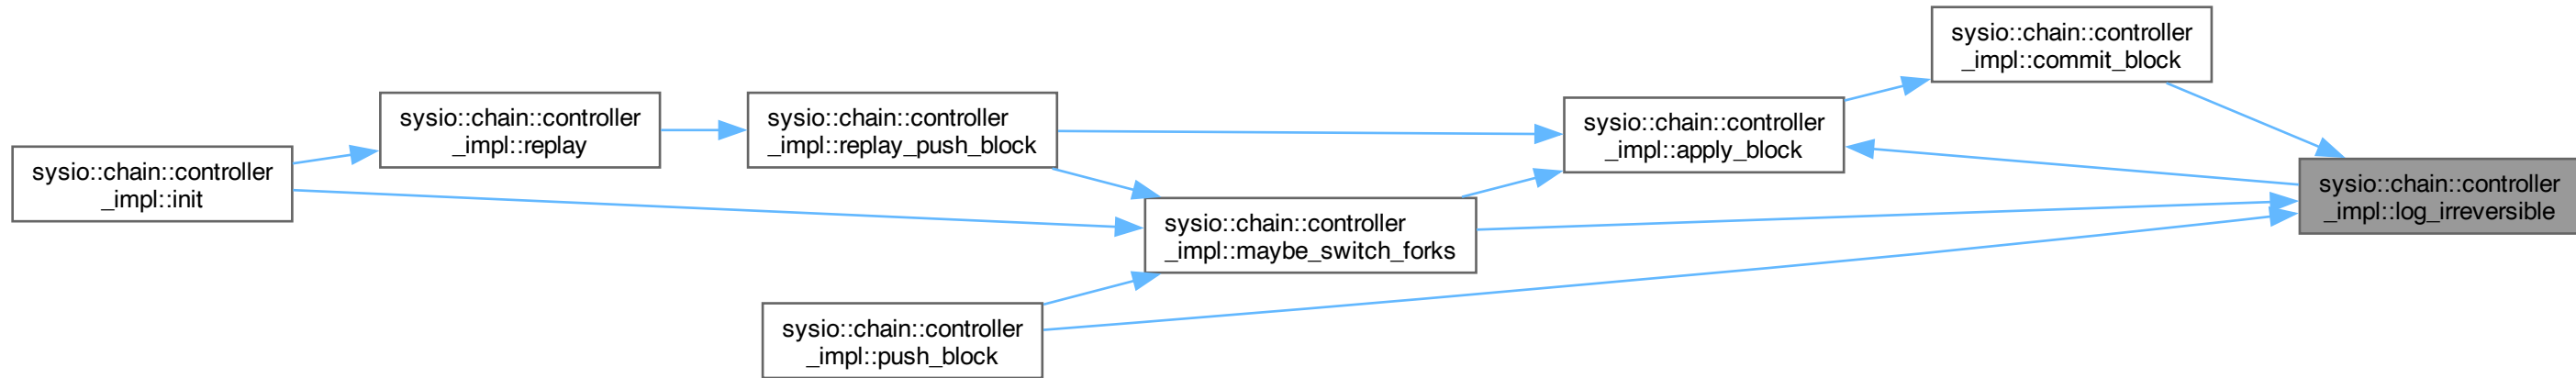 sysio::chain::controller
_impl::init
sysio::chain::controller
_impl::replay
sysio::chain::controller
_impl::replay_push_block
sysio::chain::controller
_impl::push_block
sysio::chain::controller
_impl::maybe_switch_forks
sysio::chain::controller
_impl::apply_block
sysio::chain::controller
_impl::commit_block
sysio::chain::controller
_impl::log_irreversible